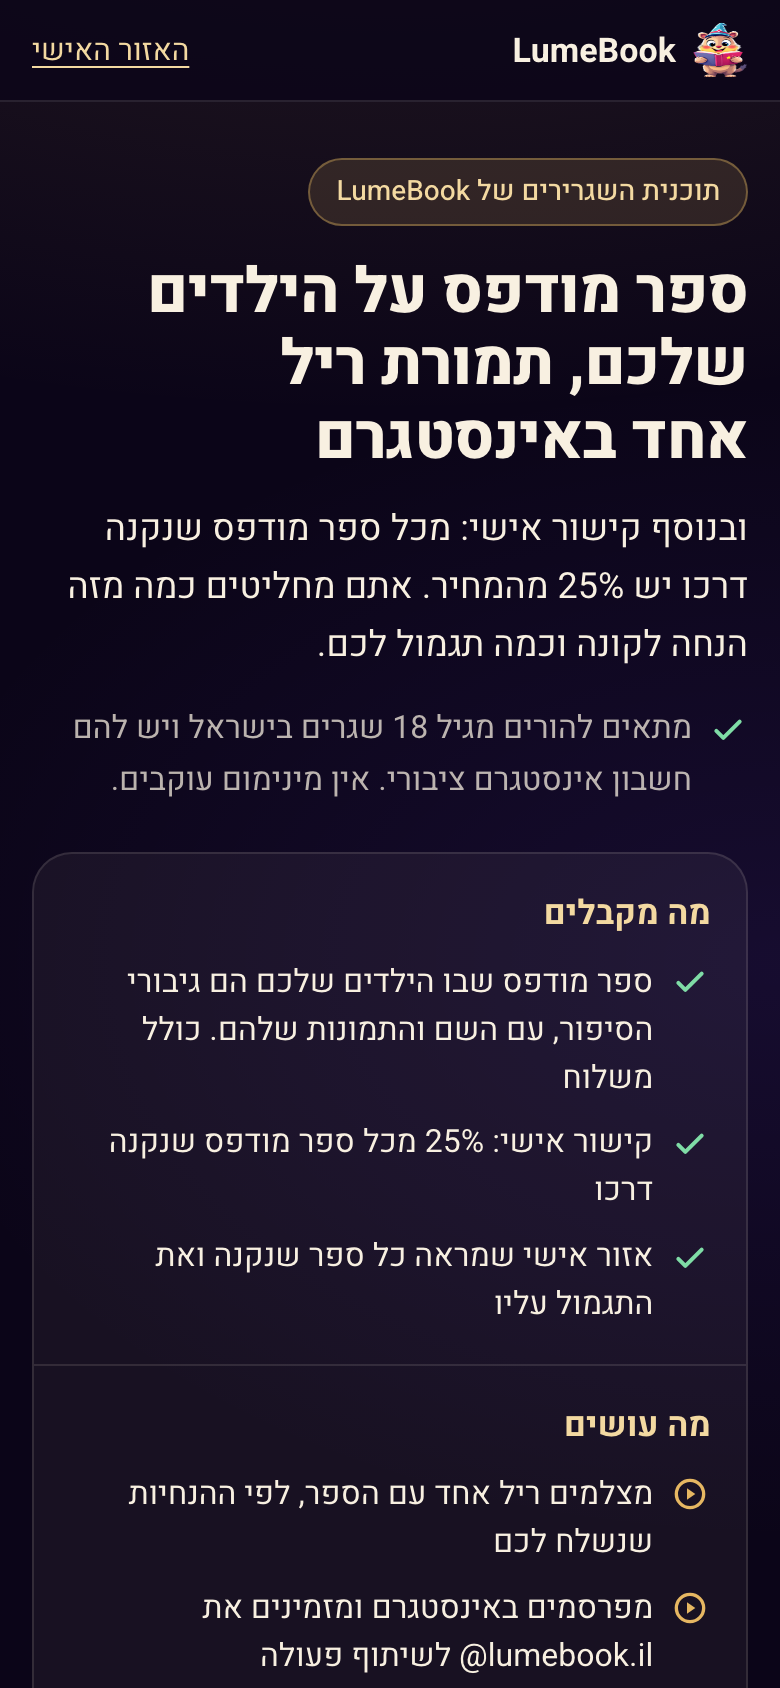 LumeBook
האזור האישי
תוכנית השגרירים של LumeBook
ספר מודפס על הילדים
שלכם, תמורת ריל
אחד באינסטגרם
ובנוסף קישור אישי: מכל ספר מודפס שנקנה
דרכו יש 25% מהמחיר. אתם מחליטים כמה מזה
הנחה לקונה וכמה תגמול לכם.
מתאים להורים מגיל 18 שגרים בישראל ויש להם
חשבון אינסטגרם ציבורי. אין מינימום עוקבים.
מה מקבלים
ספר מודפס שבו הילדים שלכם הם גיבורי
הסיפור, עם השם והתמונות שלהם. כולל
משלוח
קישור אישי: 25% מכל ספר מודפס שנקנה
דרכו
אזור אישי שמראה כל ספר שנקנה ואת
התגמול עליו
מה עושים
מצלמים ריל אחד עם הספר, לפי ההנחיות
שנשלח לכם
מפרסמים באינסטגרם ומזמינים את
@lumebook.il לשיתוף פעולה